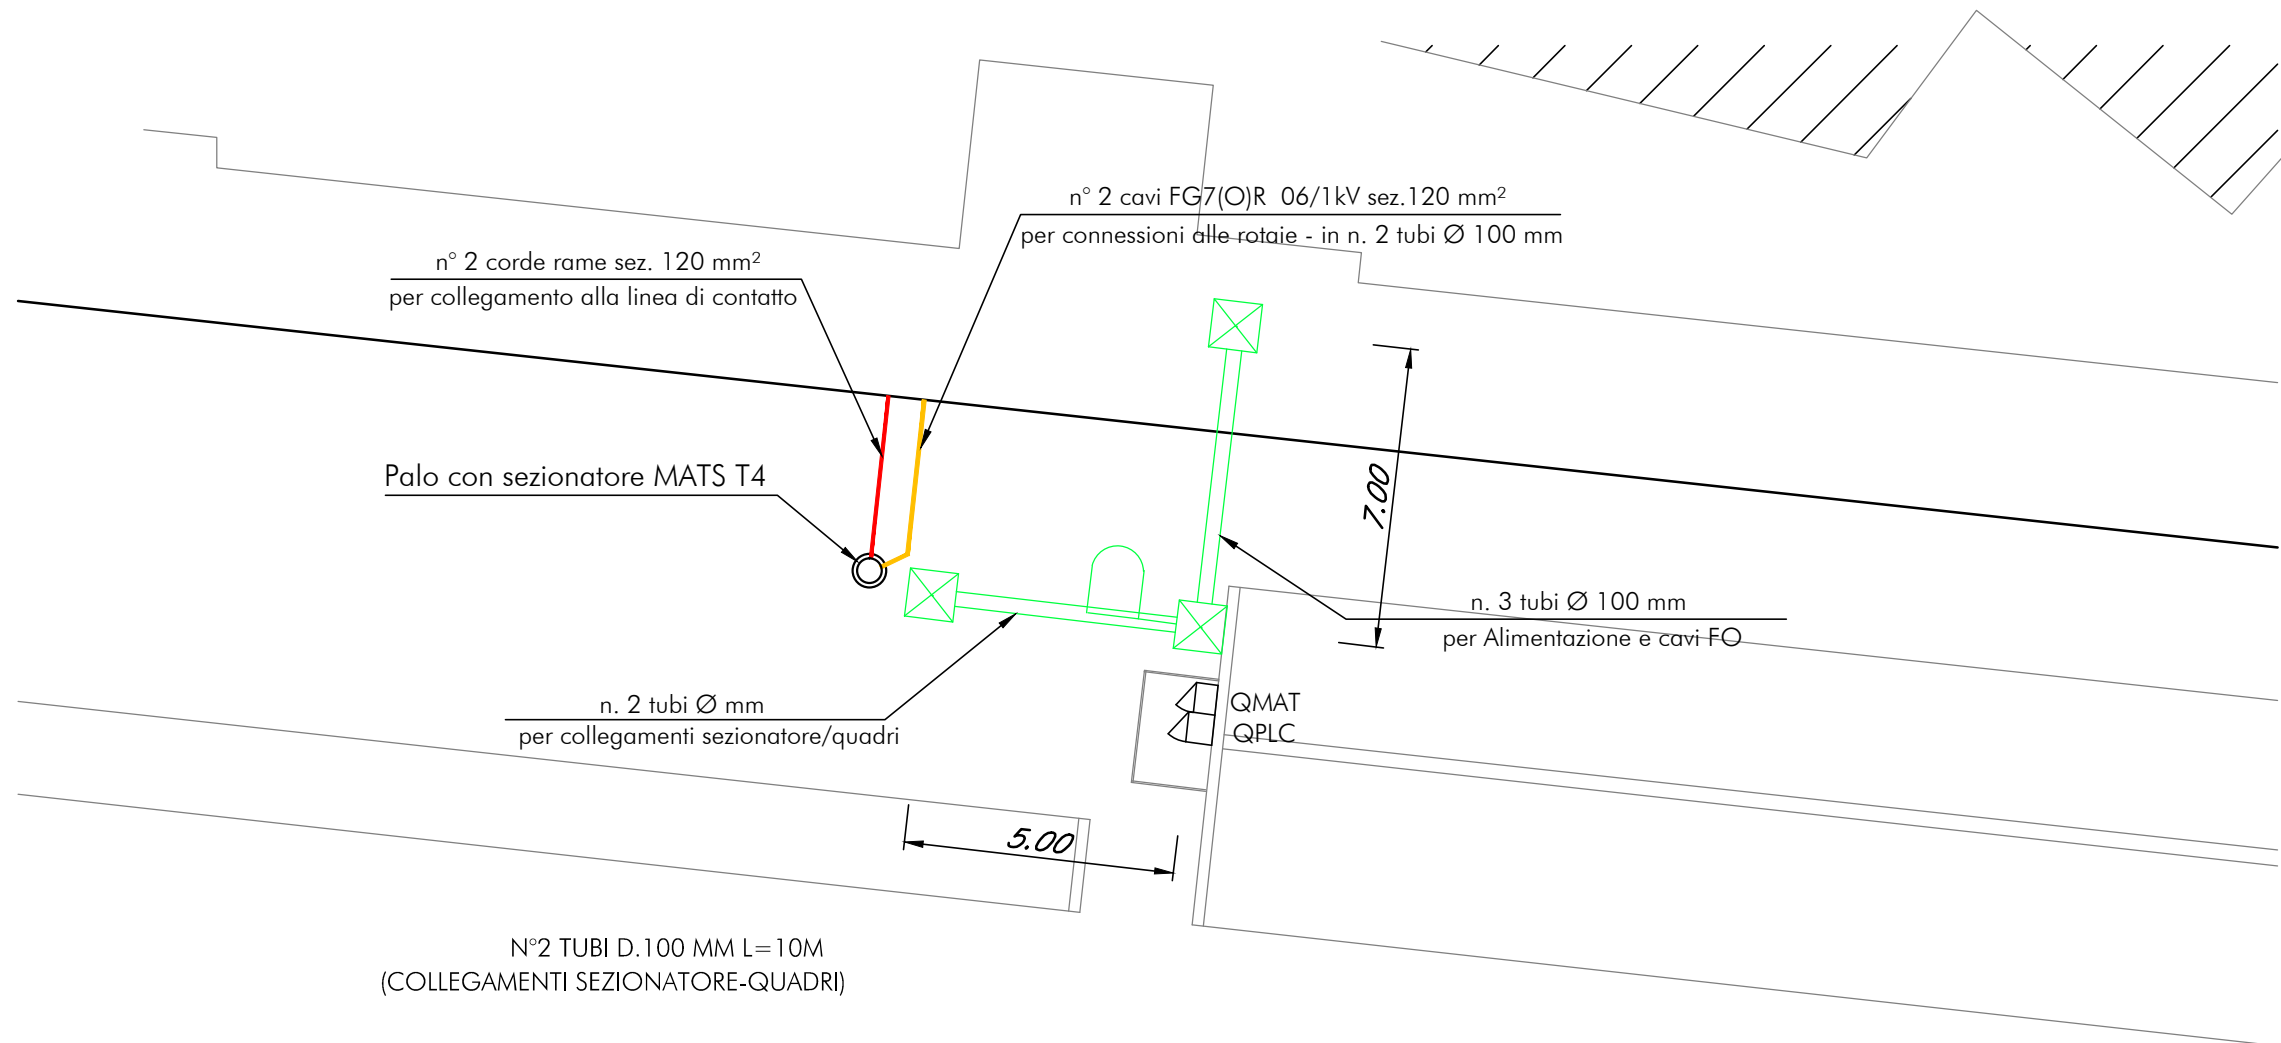 n° 2 cavi FG7(O)R 06/1kV sez.120 mm²
per connessioni alle rotaie - in n. 2 tubi Ø 100 mm
n° 2 corde rame sez. 120 mm²
per collegamento alla linea di contatto
Palo con sezionatore MATS T4
7.00
n. 3 tubi Ø 100 mm
per Alimentazione e cavi FO
n. 2 tubi Ø mm
per collegamenti sezionatore/quadri
QMAT
QPLC
5.00
N°2 TUBI D.100 MM L=10M
(COLLEGAMENTI SEZIONATORE-QUADRI)